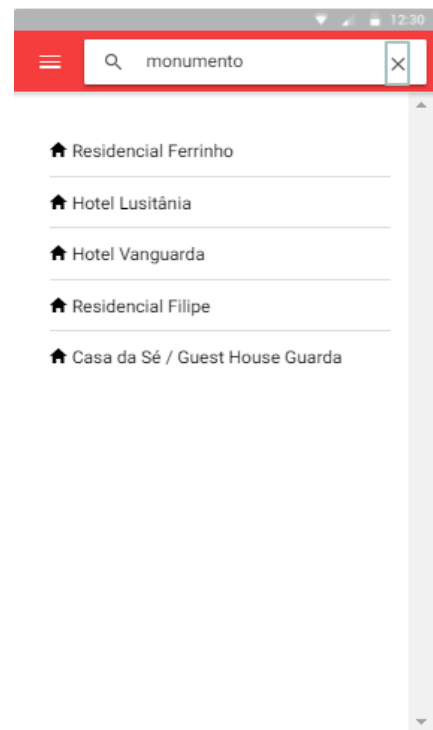 12:30
monumento
Residencial Ferrinho
Hotel Lusitânia
Hotel Vanguarda
Residencial Filipe
Casa da Sé / Guest House Guarda